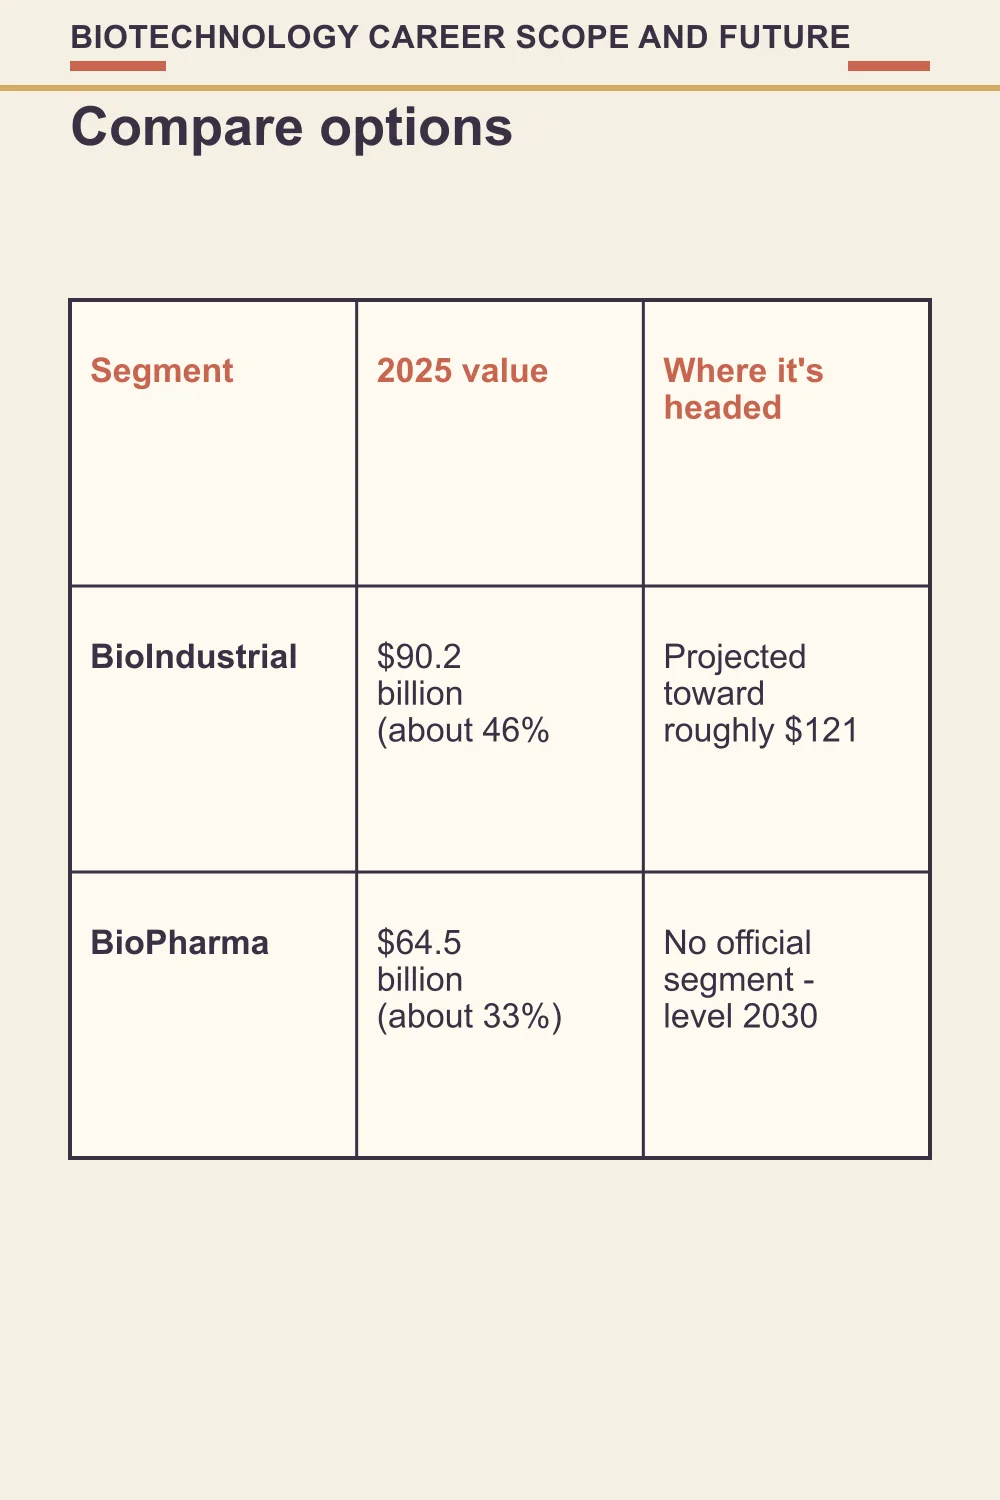 BIOTECHNOLOGY CAREER SCOPE AND FUTURE
Compare options
Segment
2025 value
Where it's
headed
BioIndustrial
$90.2
billion
(about 46%
Projected
toward
roughly $121
BioPharma
$64.5
billion
(about 33%)
No official
segment -
level 2030